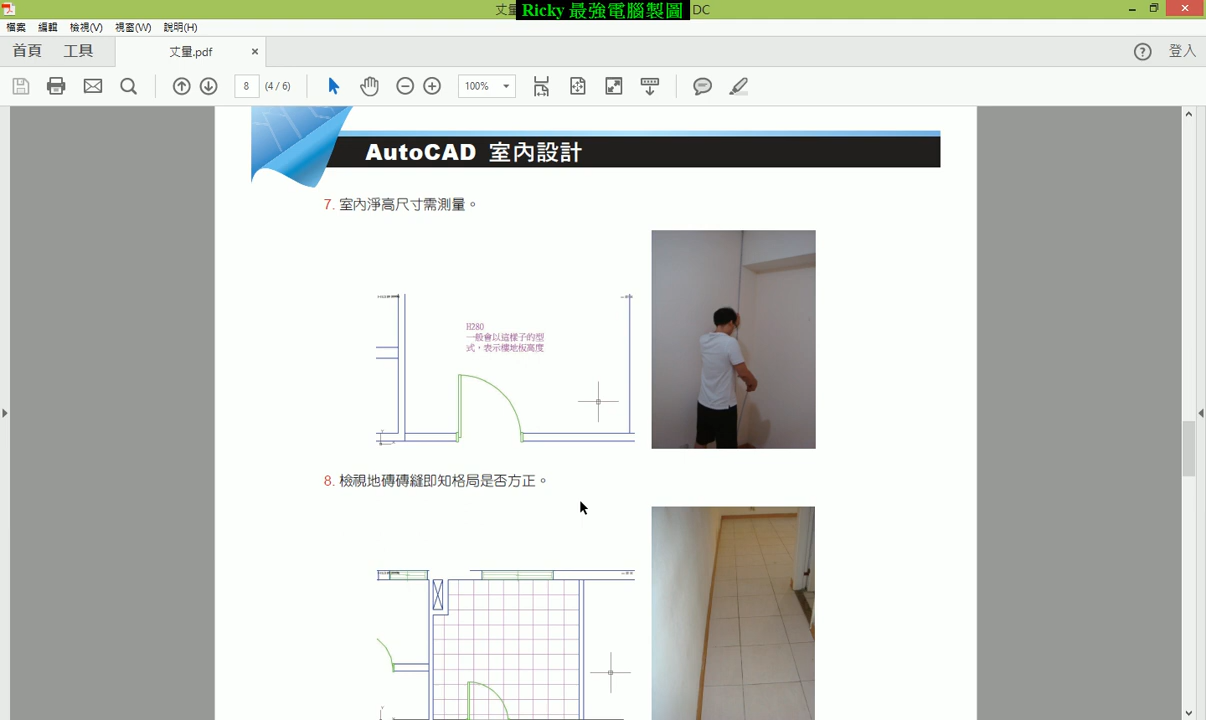 丈量
Ricky 最強電腦製圖
DC
檔案 編輯 檢視(V) 視窗(W) 說明(H)
首頁 工具 丈量.pdf × ? 登入
8 (4 / 6) 100%
AutoCAD 室內設計
7. 室內淨高尺寸需測量。
H280
一般會以這樣子的型
式,表示樓地板高度
8. 檢視地磚磚縫即知格局是否方正。